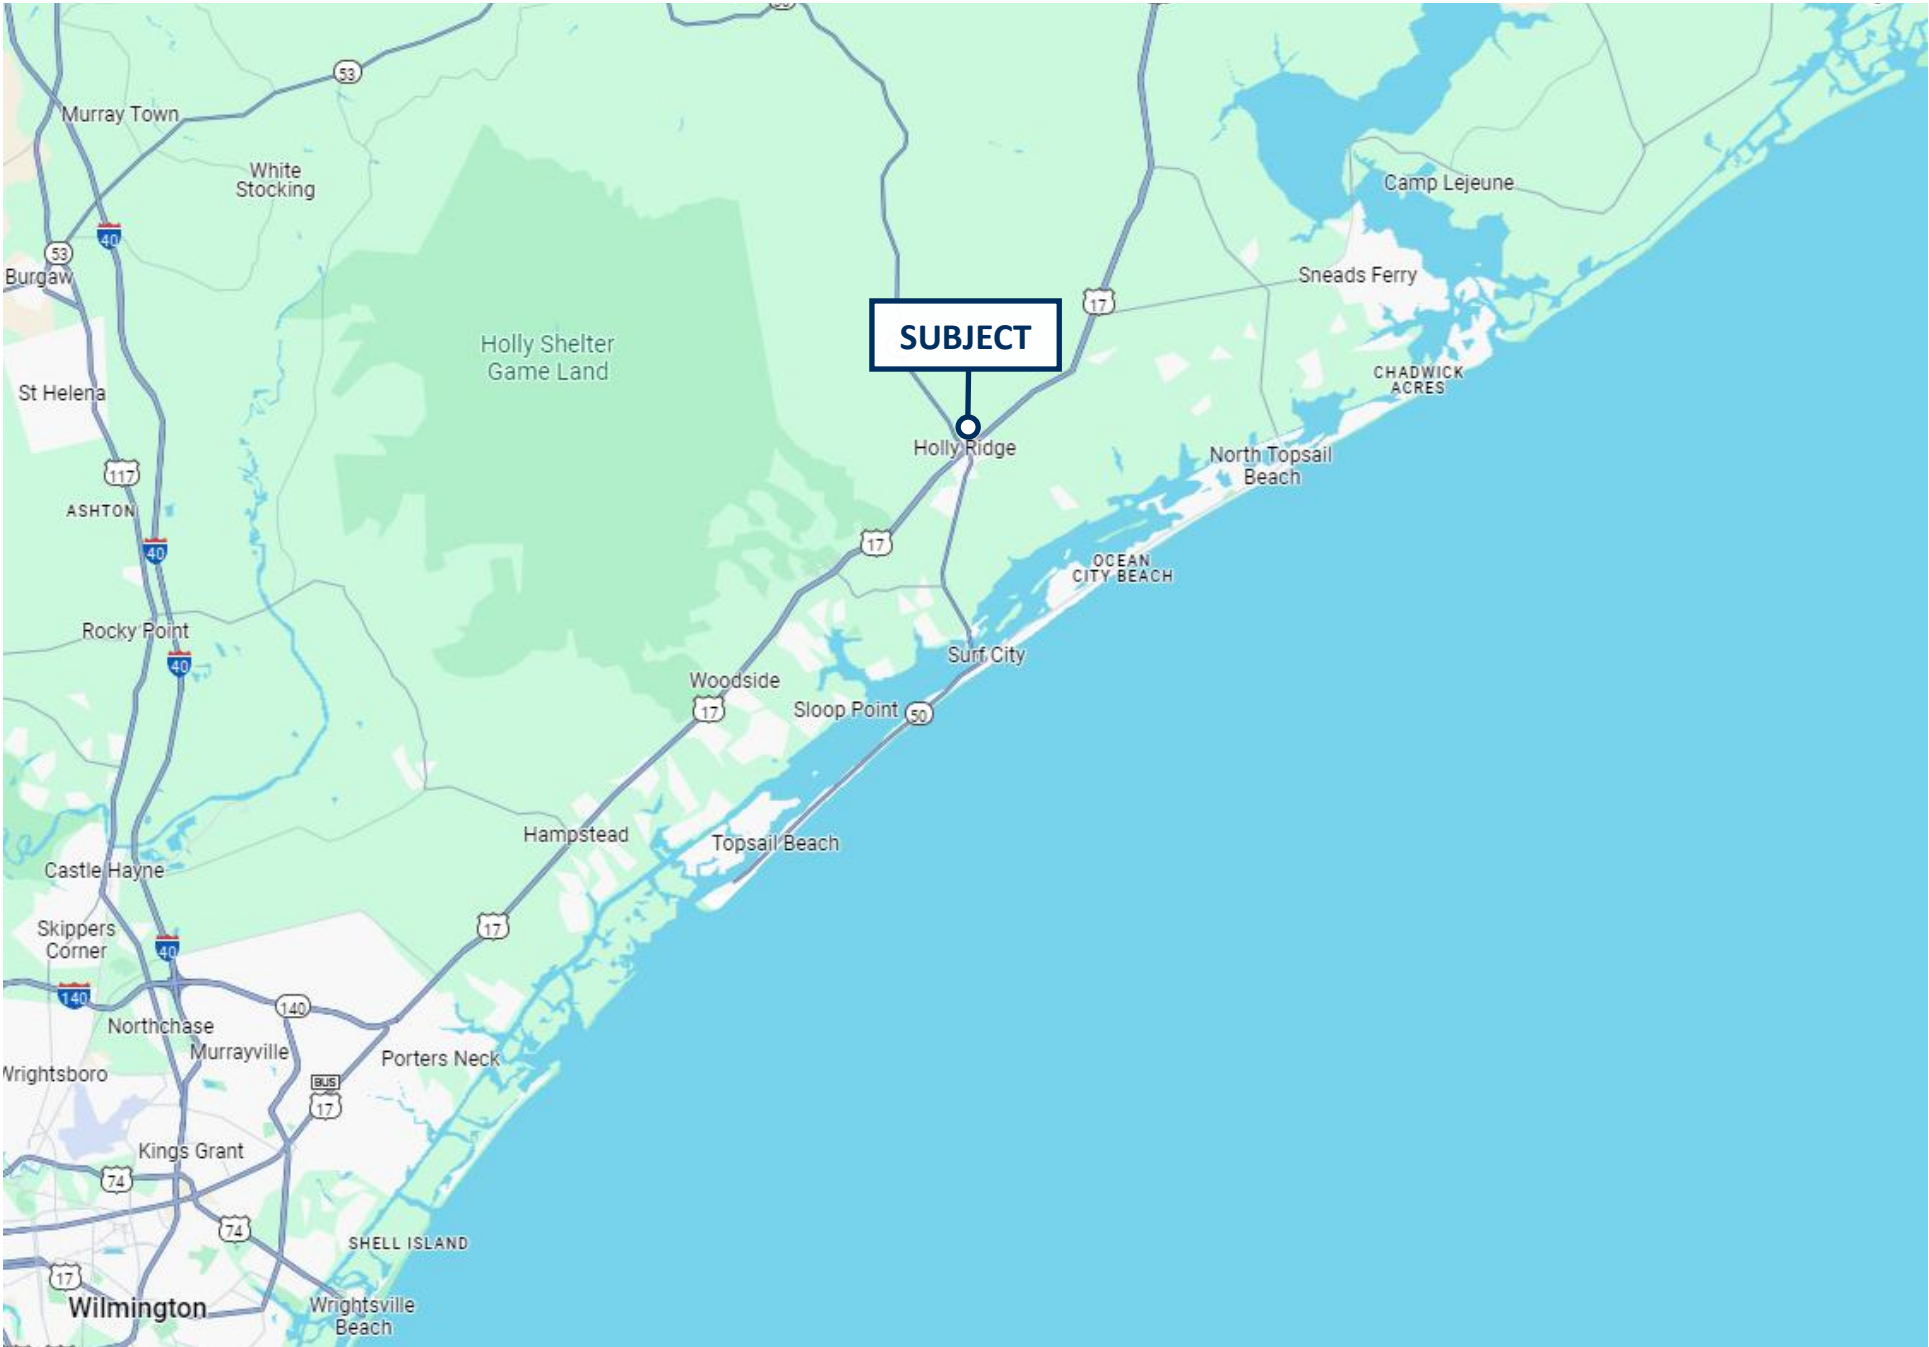 53
Murray Town
White
Stocking
Camp Lejeune
40
53
Burgaw
Sneads Ferry
17
SUBJECT
Holly Shelter
Game Land
St Helena
CHADWICK
ACRES
Holly Ridge
North Topsail
Beach
117
ASHTON
40
17
OCEAN
CITY BEACH
Rocky Point
40
Surf City
Woodside
17
Sloop Point
50
Hampstead
Topsail Beach
Castle Hayne
Skippers
Corner
40
17
140
140
Northchase
Murrayville
Porters Neck
Wrightsboro
BUS
17
Kings Grant
74
74
SHELL ISLAND
17
Wilmington
Wrightsville
Beach